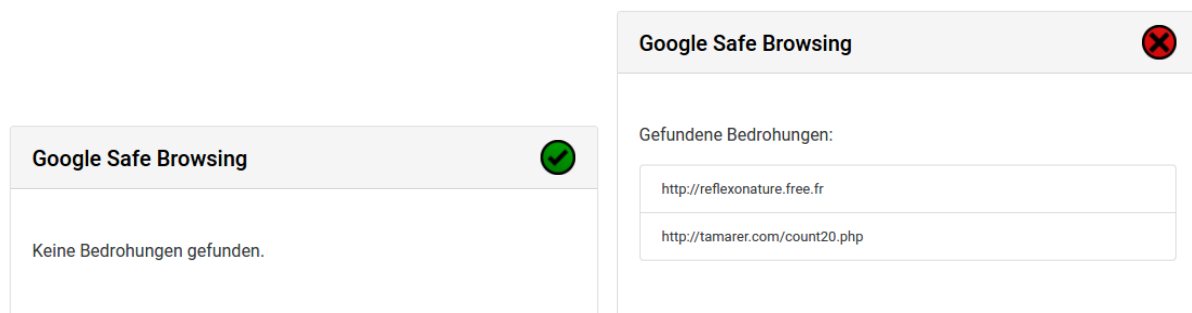 Google Safe Browsing
Keine Bedrohungen gefunden.
Google Safe Browsing
Gefundene Bedrohungen:
http://reflexonature.free.fr
http://tamarer.com/count20.php